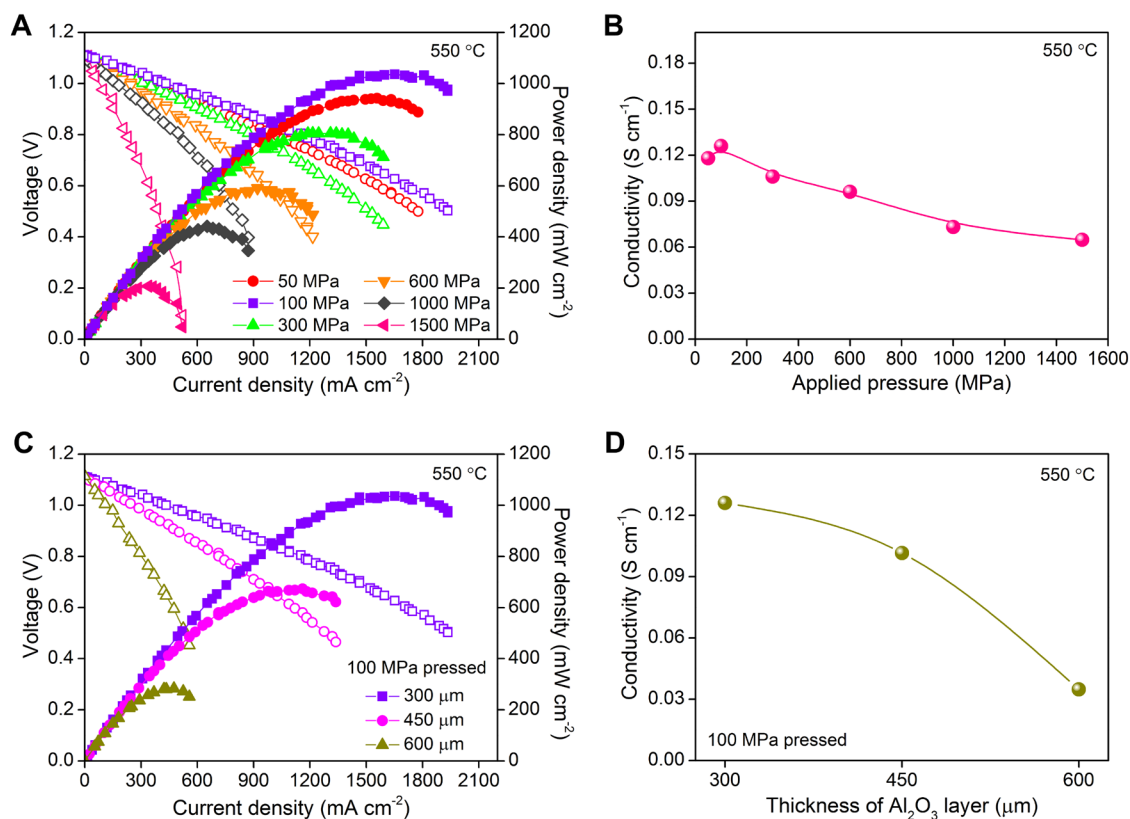 A
550 °C
1.2
1.0
0.8
0.6
0.4
0.2
0.0
Voltage (V)
1200
1000
800
600
400
200
0
Power density (mW cm⁻²)
50 MPa
100 MPa
300 MPa
600 MPa
1000 MPa
1500 MPa
0 300 600 900 1200 1500 1800 2100
Current density (mA cm⁻²)
B
550 °C
0.18
0.15
0.12
0.09
0.06
0.03
0.00
Conductivity (S cm⁻¹)
0 200 400 600 800 1000 1200 1400 1600
Applied pressure (MPa)
C
550 °C
1.2
1.0
0.8
0.6
0.4
0.2
0.0
Voltage (V)
1200
1000
800
600
400
200
0
Power density (mW cm⁻²)
100 MPa pressed
300 μm
450 μm
600 μm
0 300 600 900 1200 1500 1800 2100
Current density (mA cm⁻²)
D
550 °C
0.15
0.12
0.09
0.06
0.03
0.00
Conductivity (S cm⁻¹)
100 MPa pressed
300 450 600
Thickness of Al₂O₃ layer (μm)